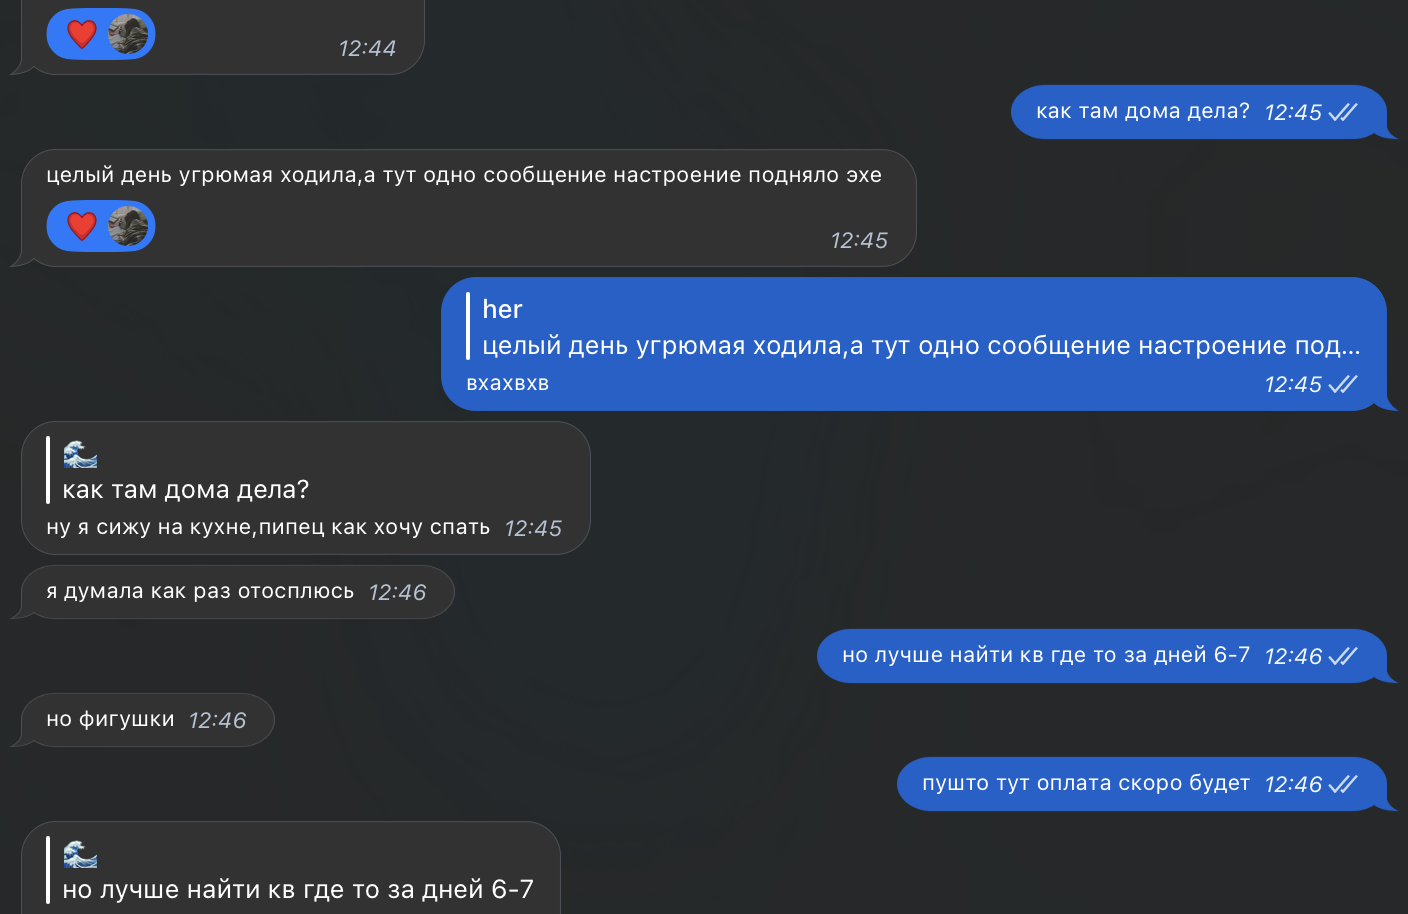 12:44
как там дома дела? 12:45
целый день угрюмая ходила,а тут одно сообщение настроение подняло эхе
12:45
her
целый день угрюмая ходила,а тут одно сообщение настроение под...
вхахвхв 12:45
как там дома дела?
ну я сижу на кухне,пипец как хочу спать 12:45
я думала как раз отосплюсь 12:46
но лучше найти кв где то за дней 6-7 12:46
но фигушки 12:46
пушто тут оплата скоро будет 12:46
но лучше найти кв где то за дней 6-7